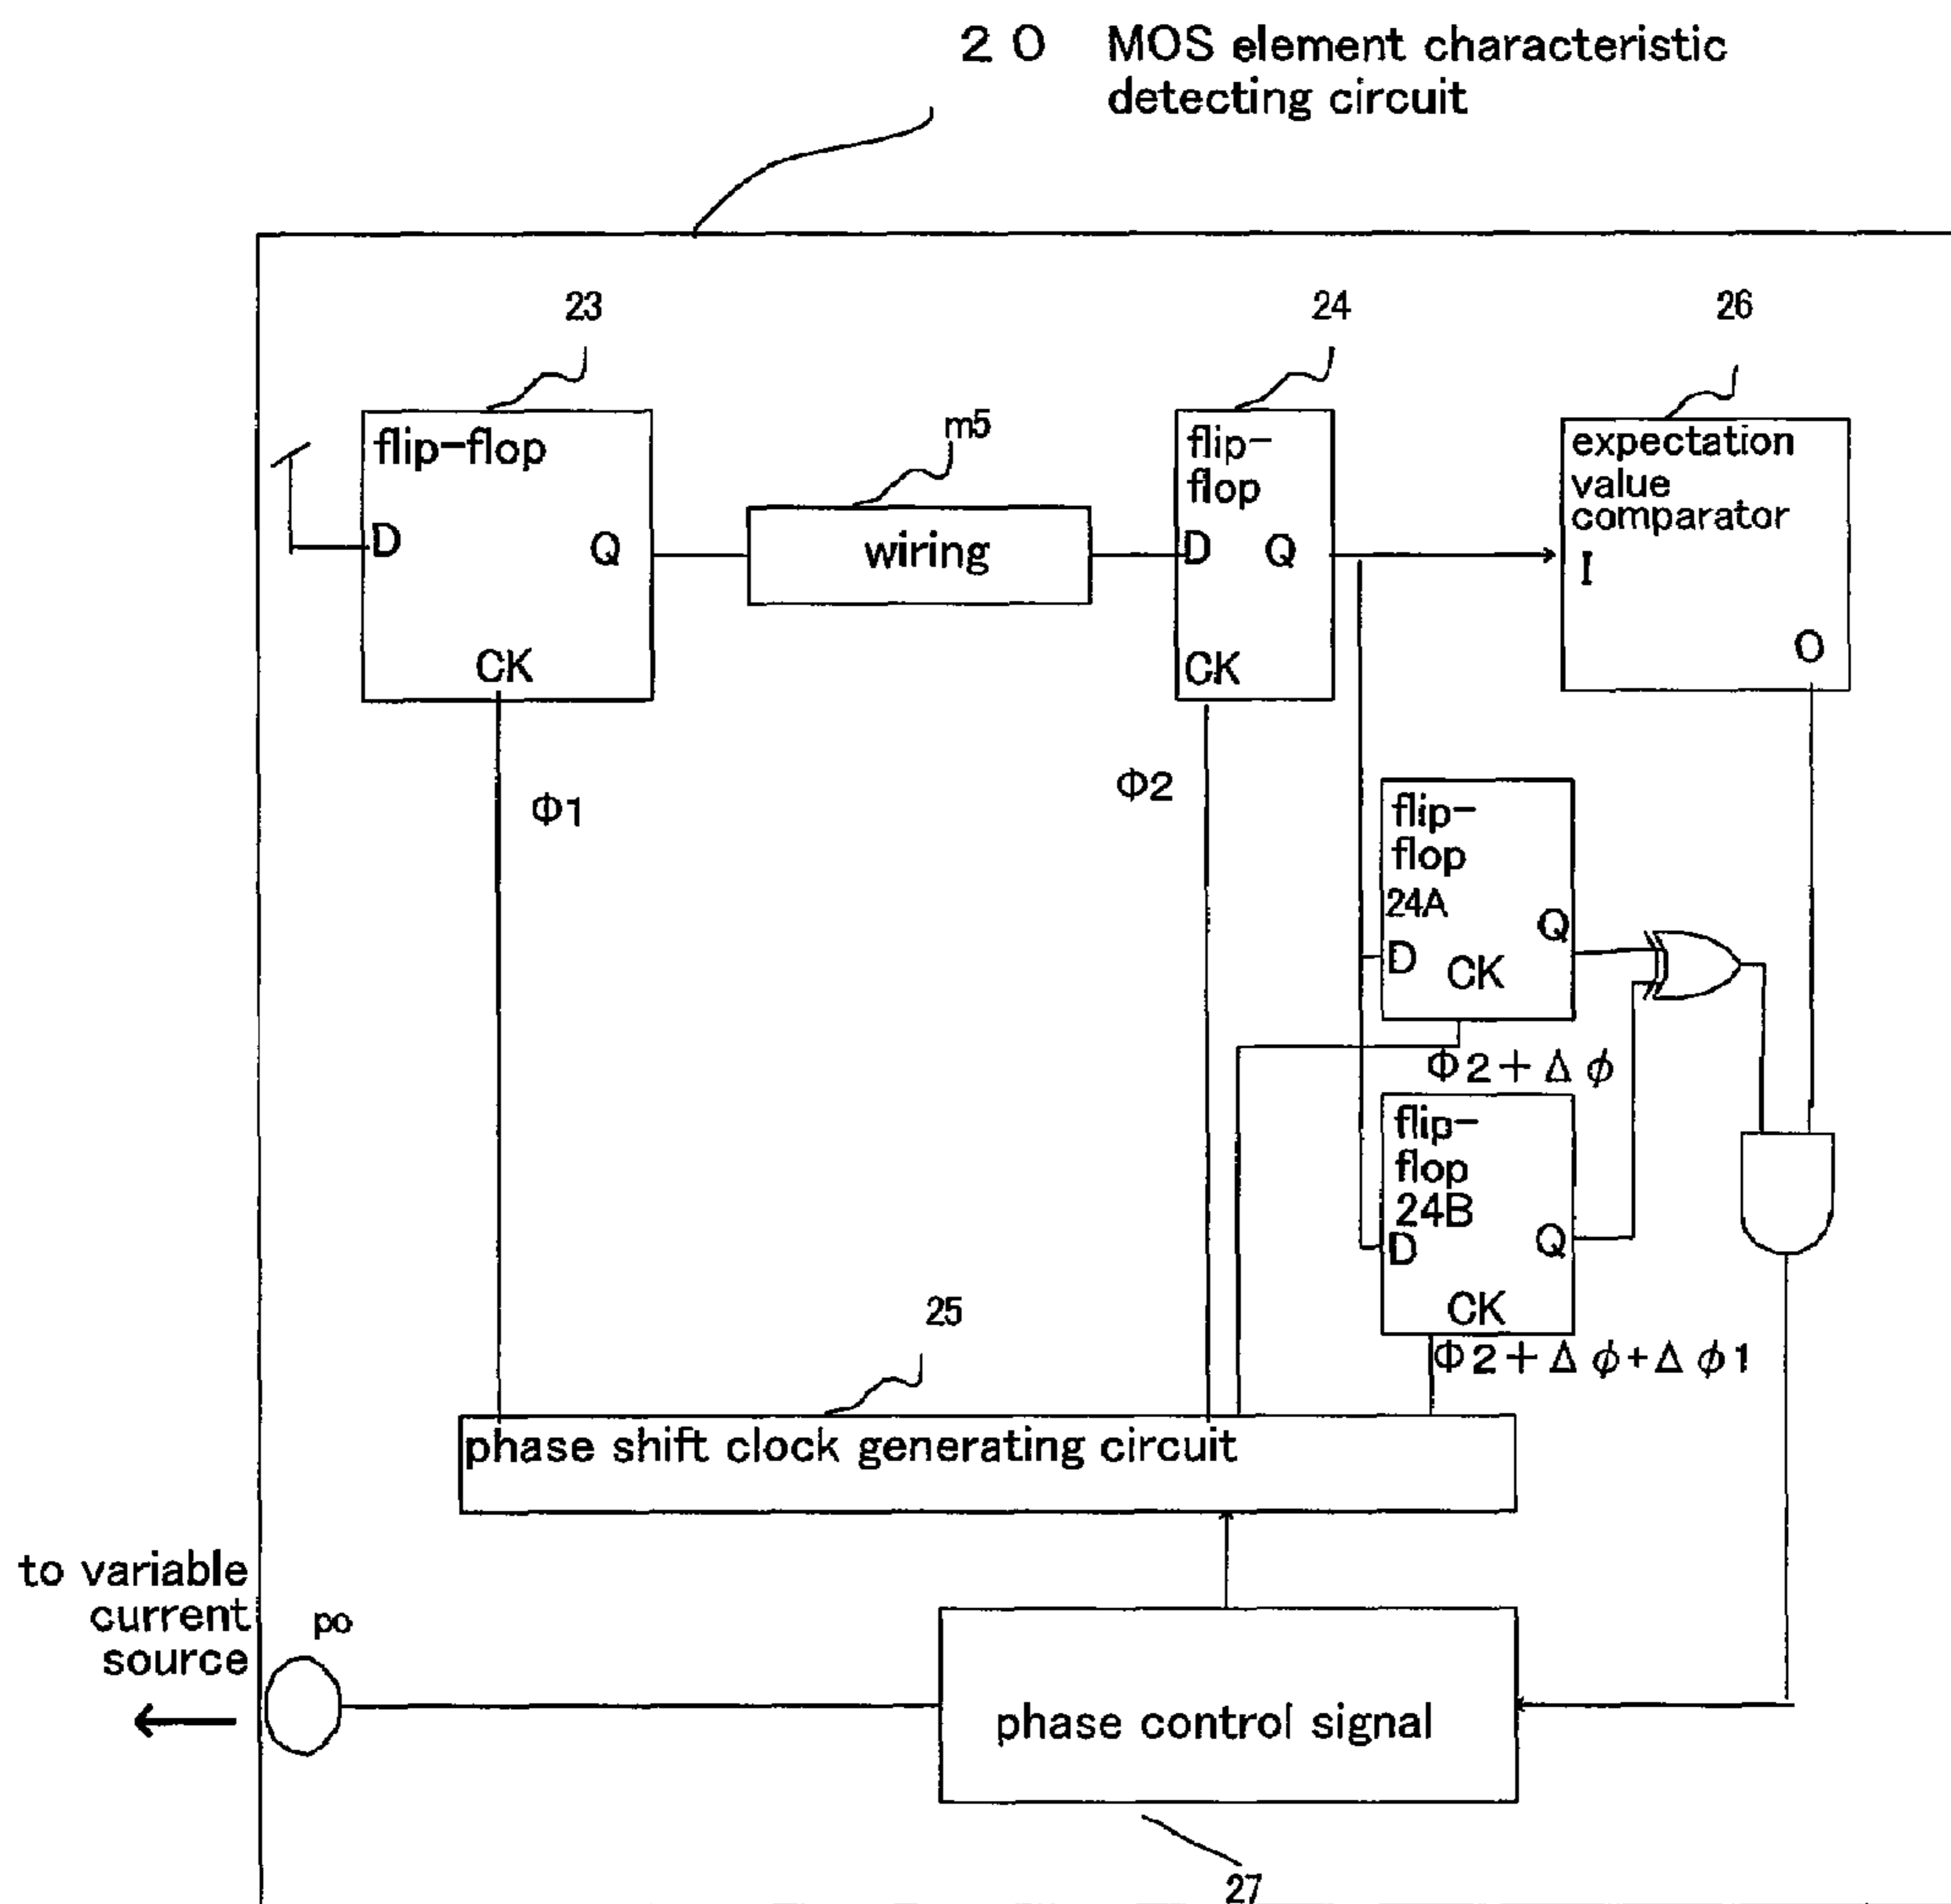 20 MOS element characteristic
detecting circuit
23
24
26
flip-flop
D
Q
CK
m5
wiring
flip-
flop
D
Q
CK
expectation
value
comparator
I
O
Φ1
Φ2
flip-
flop
24A
Q
D
CK
Φ2+Δϕ
flip-
flop
24B
D
Q
CK
Φ2+Δϕ+Δϕ1
25
phase shift clock generating circuit
to variable
current
source
po
phase control signal
27